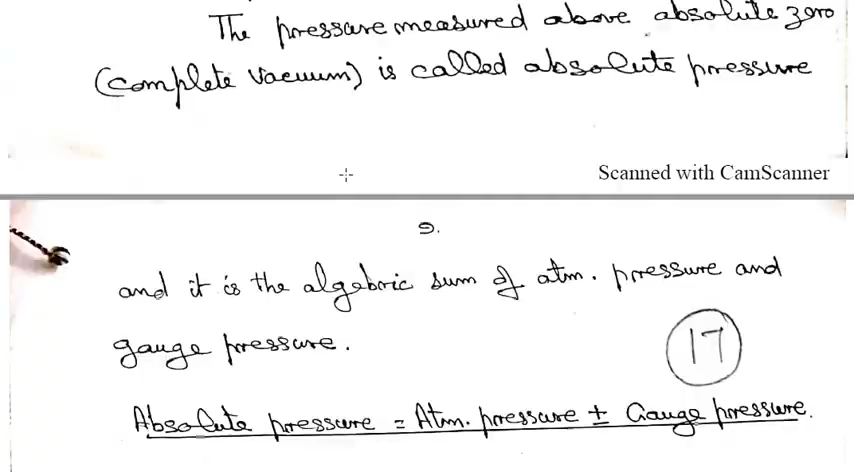 The pressure measured above absolute zero
(complete vacuum) is called absolute pressure
Scanned with CamScanner
9.
and it is the algebric sum of atm. pressure and
gauge pressure.
17
Absolute pressure = Atm. pressure ± Gauge pressure.